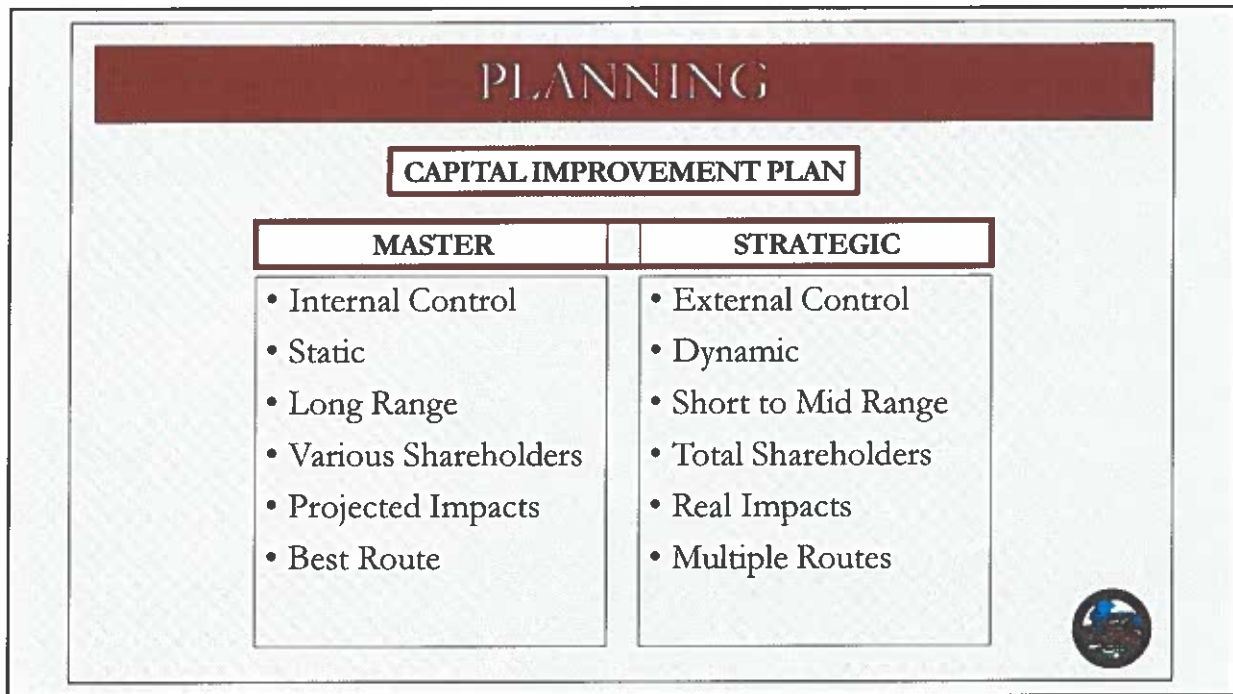 PLANNING
CAPITAL IMPROVEMENT PLAN
MASTER
• Internal Control
• Static
• Long Range
• Various Shareholders
• Projected Impacts
• Best Route
STRATEGIC
• External Control
• Dynamic
• Short to Mid Range
• Total Shareholders
• Real Impacts
• Multiple Routes